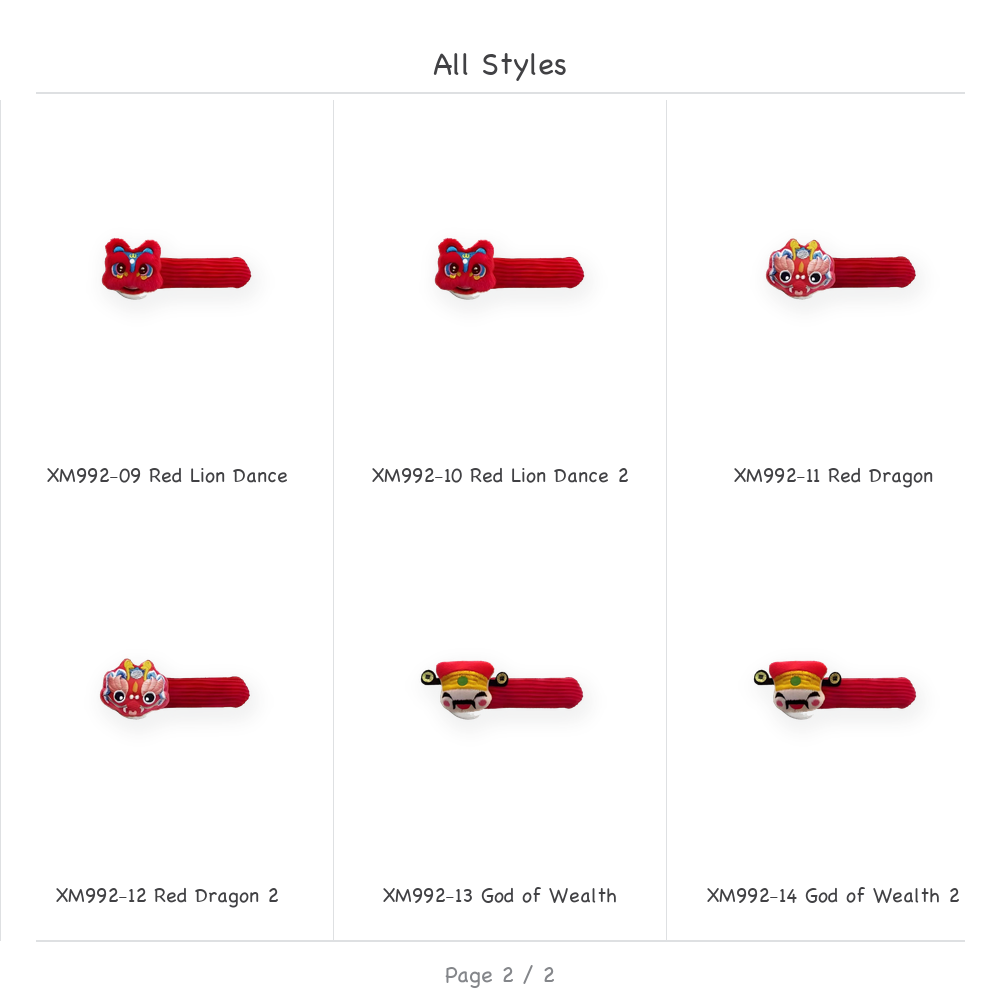 All Styles
XM992-09 Red Lion Dance
XM992-10 Red Lion Dance 2
XM992-11 Red Dragon
XM992-12 Red Dragon 2
XM992-13 God of Wealth
XM992-14 God of Wealth 2
Page 2 / 2